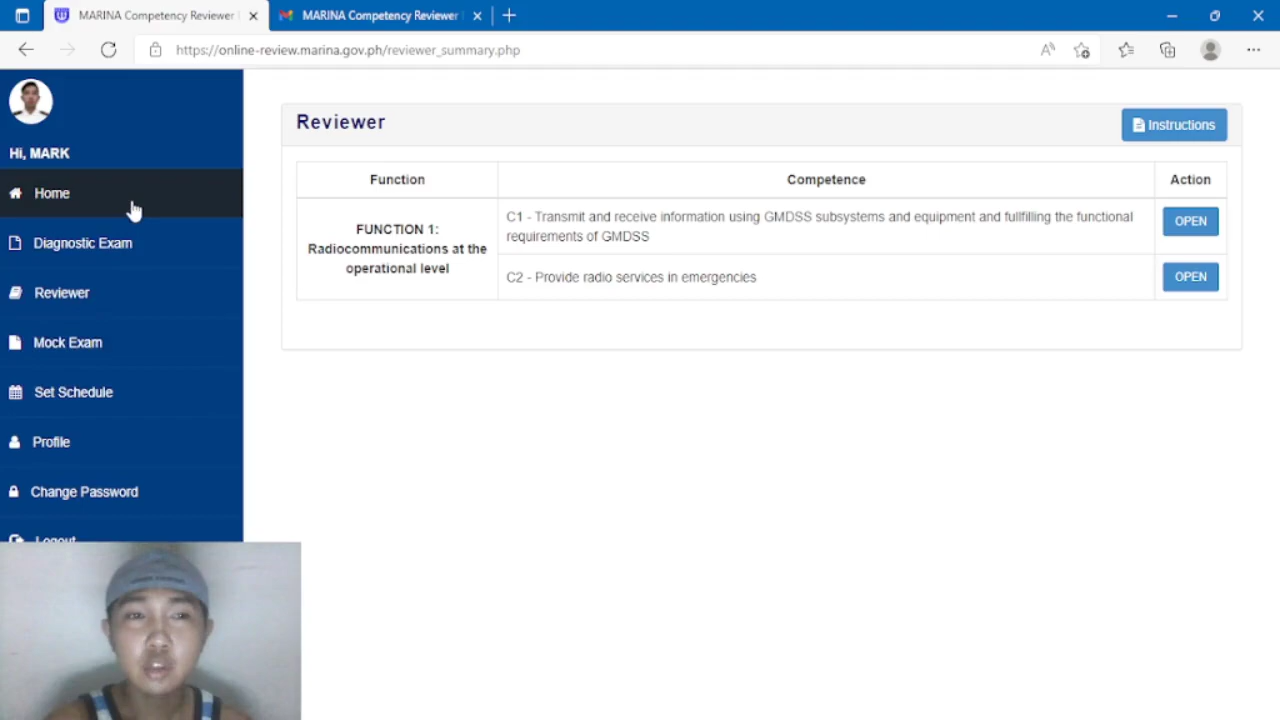 MARINA Competency Reviewer
MARINA Competency Reviewer
https://online-review.marina.gov.ph/reviewer_summary.php
Hi, MARK
Home
Diagnostic Exam
Reviewer
Mock Exam
Set Schedule
Profile
Change Password
Logout
Reviewer
Instructions
Function
Competence
Action
FUNCTION 1:
Radiocommunications at the
operational level
C1 - Transmit and receive information using GMDSS subsystems and equipment and fullfilling the functional
requirements of GMDSS
OPEN
C2 - Provide radio services in emergencies
OPEN